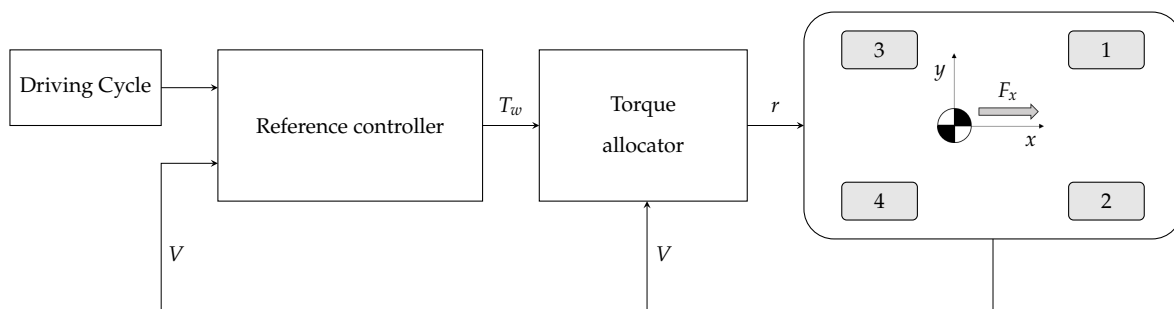 Driving Cycle
Reference controller
T_w
Torque
allocator
r
3
1
y
F_x
x
4
2
V
V